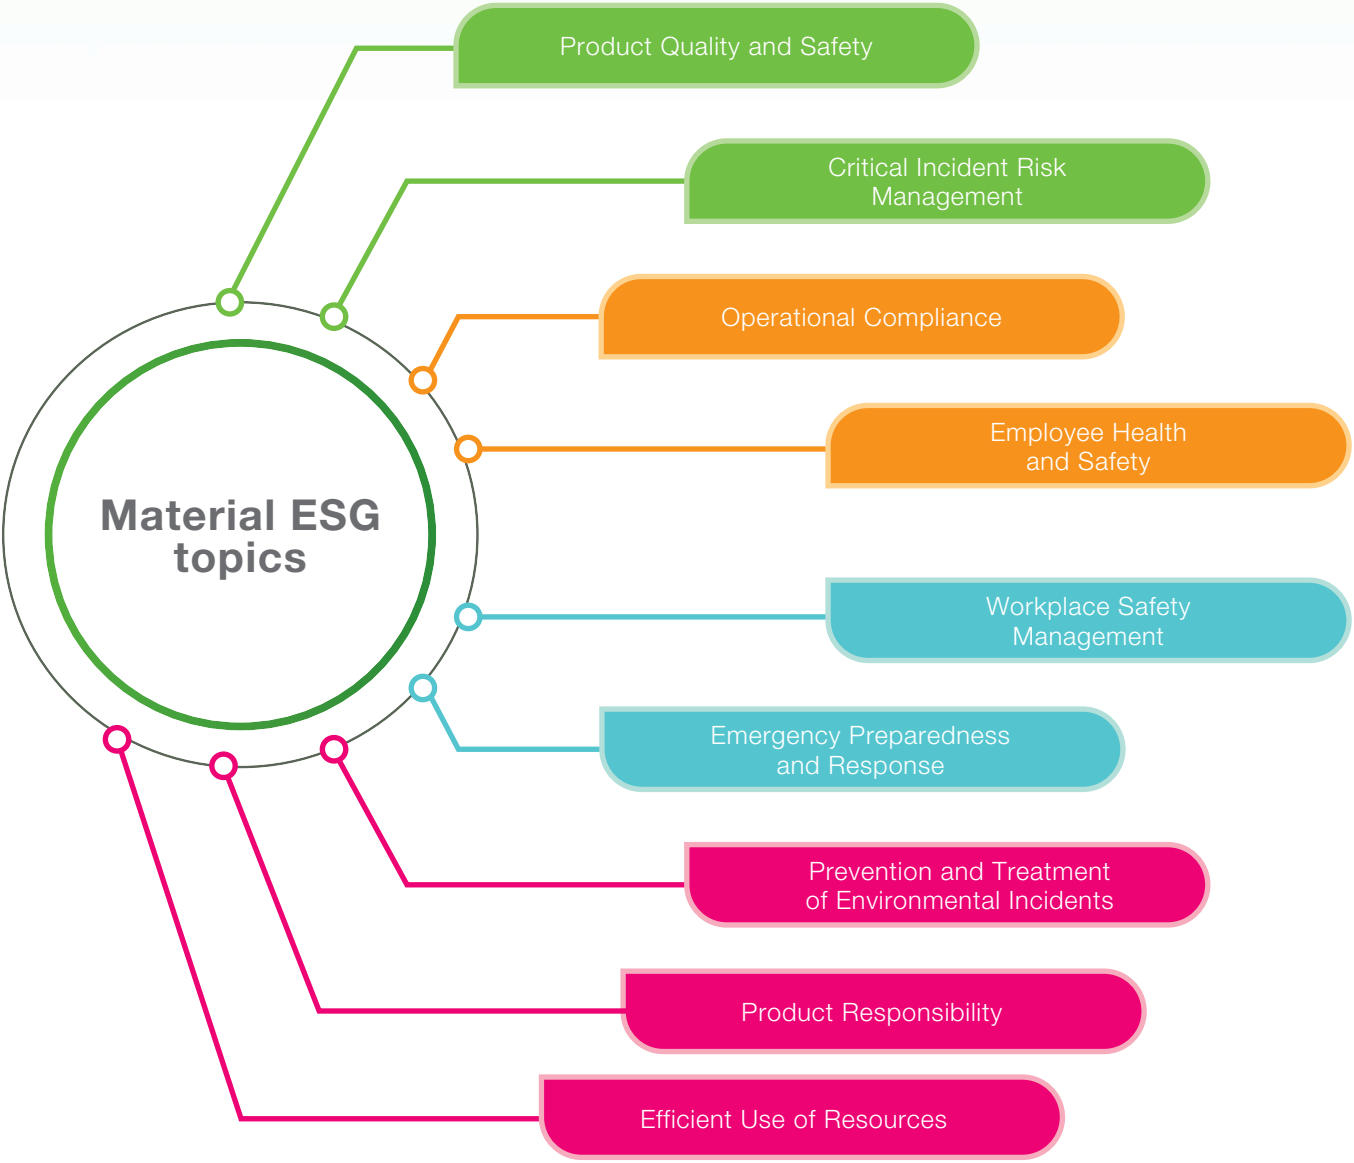 Product Quality and Safety
Critical Incident Risk
Management
Operational Compliance
Employee Health
and Safety
Material ESG
topics
Workplace Safety
Management
Emergency Preparedness
and Response
Prevention and Treatment
of Environmental Incidents
Product Responsibility
Efficient Use of Resources